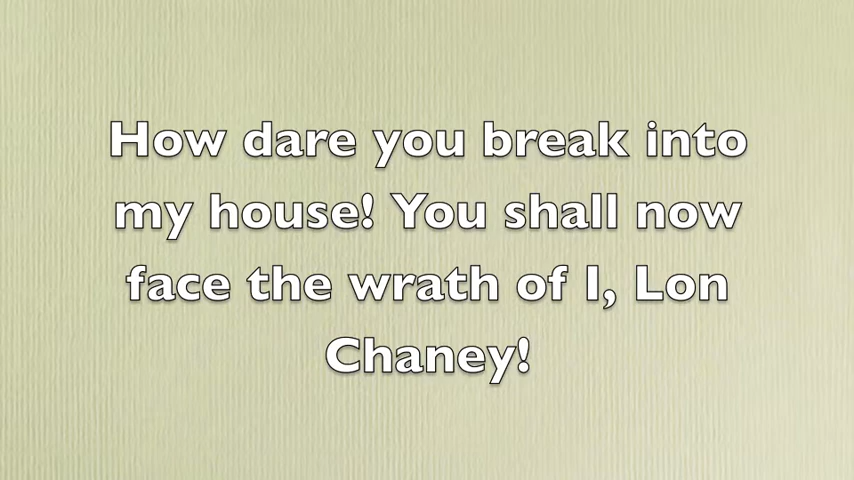 How dare you break into
my house! You shall now
face the wrath of I, Lon
Chaney!